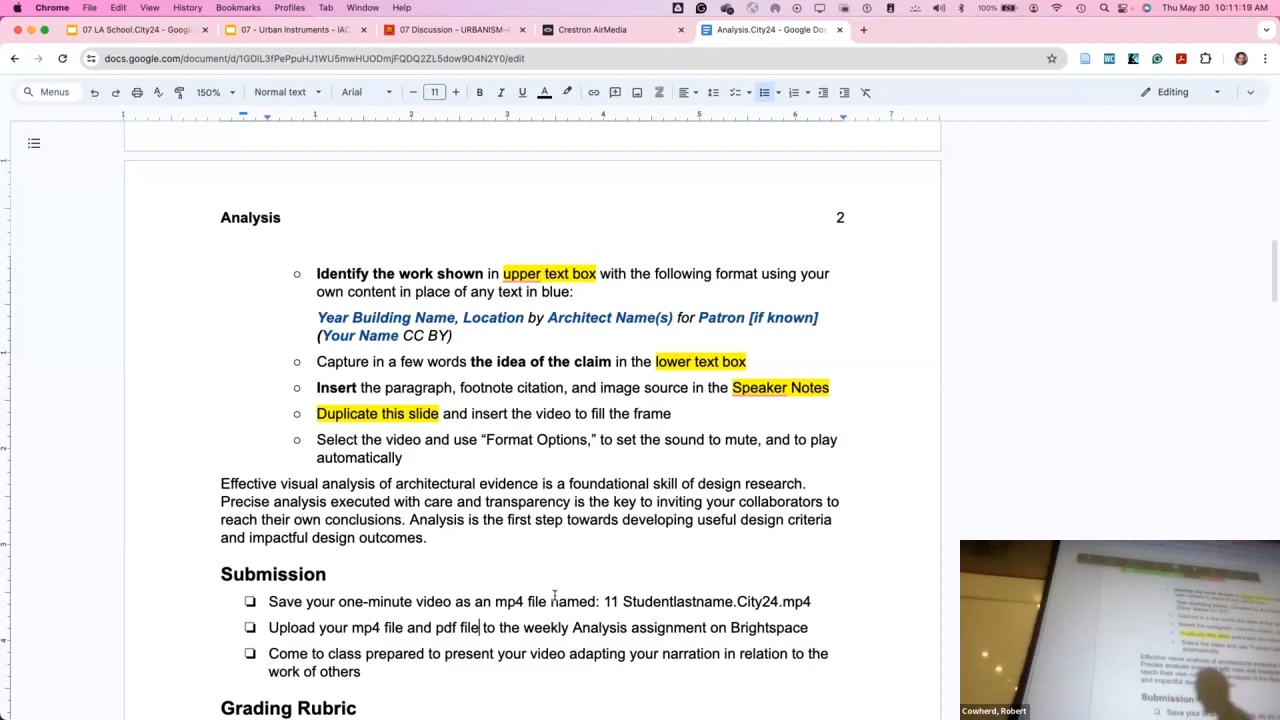 Chrome File Edit View History Bookmarks Profiles Tab Window Help 100% Thu May 30 10:11:19 AM
07 LA School.City24 - Googl 07 - Urban Instruments - IAC 07 Discussion - URBANISM- Crestron AirMedia Analysis.City24 - Google Doc
docs.google.com/document/d/1GDIL3fPePpuHJ1WU5mwHUODmjFQDQ2ZL5dow9O4N2Y0/edit
Menus 150% Normal text Arial 11 Editing
1 1 2 3 4 5 6 7
Analysis 2
Identify the work shown in upper text box with the following format using your
own content in place of any text in blue:
Year Building Name, Location by Architect Name(s) for Patron [if known]
(Your Name CC BY)
Capture in a few words the idea of the claim in the lower text box
Insert the paragraph, footnote citation, and image source in the Speaker Notes
Duplicate this slide and insert the video to fill the frame
Select the video and use “Format Options,” to set the sound to mute, and to play
automatically
Effective visual analysis of architectural evidence is a foundational skill of design research.
Precise analysis executed with care and transparency is the key to inviting your collaborators to
reach their own conclusions. Analysis is the first step towards developing useful design criteria
and impactful design outcomes.
Submission
Save your one-minute video as an mp4 file named: 11 Studentlastname.City24.mp4
Upload your mp4 file and pdf file to the weekly Analysis assignment on Brightspace
Come to class prepared to present your video adapting your narration in relation to the
work of others
Grading Rubric
Cowherd, Robert